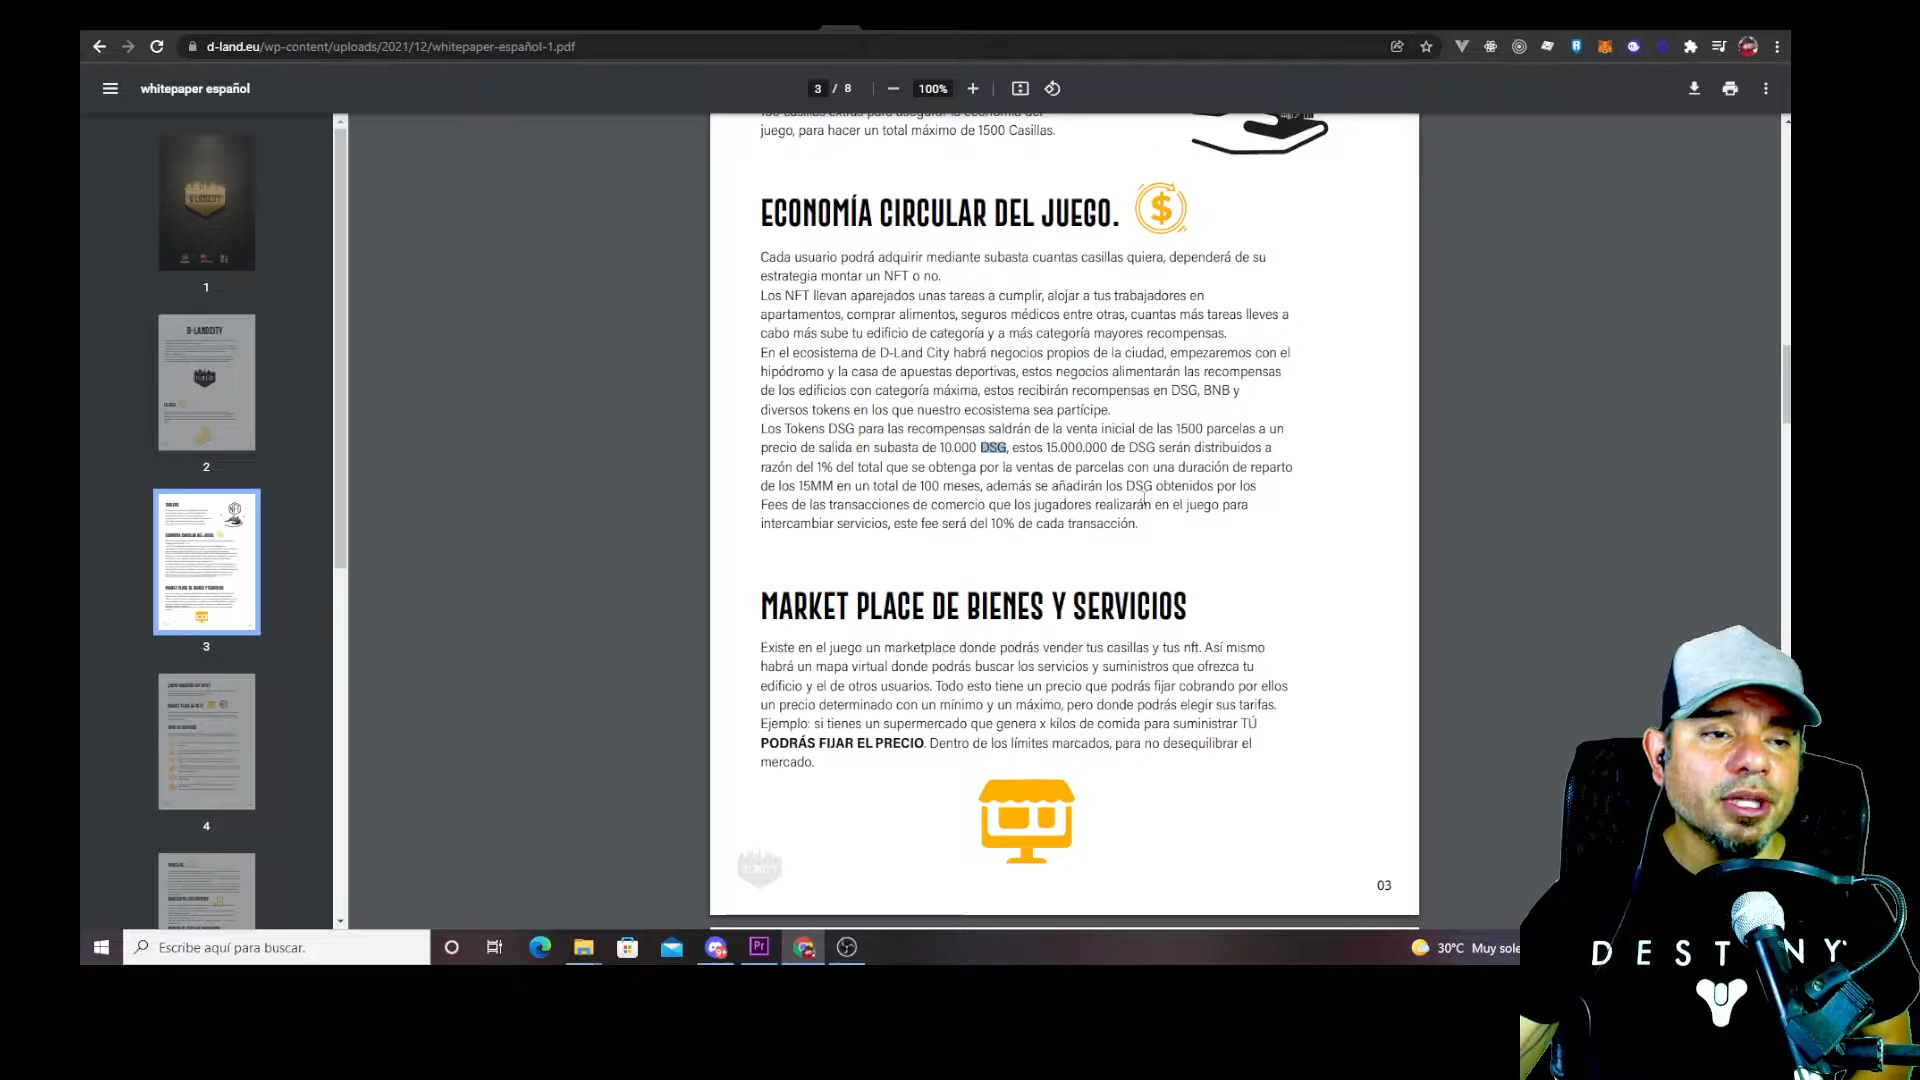 d-land.eu/wp-content/uploads/2021/12/whitepaper-español-1.pdf
whitepaper español
3 / 8
100%
juego, para hacer un total máximo de 1500 Casillas.
ECONOMÍA CIRCULAR DEL JUEGO.
$
Cada usuario podrá adquirir mediante subasta cuantas casillas quiera, dependerá de su
estrategia montar un NFT o no.
Los NFT llevan aparejados unas tareas a cumplir, alojar a tus trabajadores en
apartamentos, comprar alimentos, seguros médicos entre otras, cuantas más tareas lleves a
cabo más sube tu edificio de categoría y a más categoría mayores recompensas.
En el ecosistema de D-Land City habrá negocios propios de la ciudad, empezaremos con el
hipódromo y la casa de apuestas deportivas, estos negocios alimentarán las recompensas
de los edificios con categoría máxima, estos recibirán recompensas en DSG, BNB y
diversos tokens en los que nuestro ecosistema sea partícipe.
Los Tokens DSG para las recompensas saldrán de la venta inicial de las 1500 parcelas a un
precio de salida en subasta de 10.000 DSG, estos 15.000.000 de DSG serán distribuidos a
razón del 1% del total que se obtenga por la ventas de parcelas con una duración de reparto
de los 15MM en un total de 100 meses, además se añadirán los DSG obtenidos por los
Fees de las transacciones de comercio que los jugadores realizarán en el juego para
intercambiar servicios, este fee será del 10% de cada transacción.
MARKET PLACE DE BIENES Y SERVICIOS
Existe en el juego un marketplace donde podrás vender tus casillas y tus nft. Así mismo
habrá un mapa virtual donde podrás buscar los servicios y suministros que ofrezca tu
edificio y el de otros usuarios. Todo esto tiene un precio que podrás fijar cobrando por ellos
un precio determinado con un mínimo y un máximo, pero donde podrás elegir sus tarifas.
Ejemplo: si tienes un supermercado que genera x kilos de comida para suministrar TÚ
PODRÁS FIJAR EL PRECIO. Dentro de los límites marcados, para no desequilibrar el
mercado.
03
1
D-LANDCITY
2
3
4
Escribe aquí para buscar.
Pr
30°C Muy sole
DESTINY